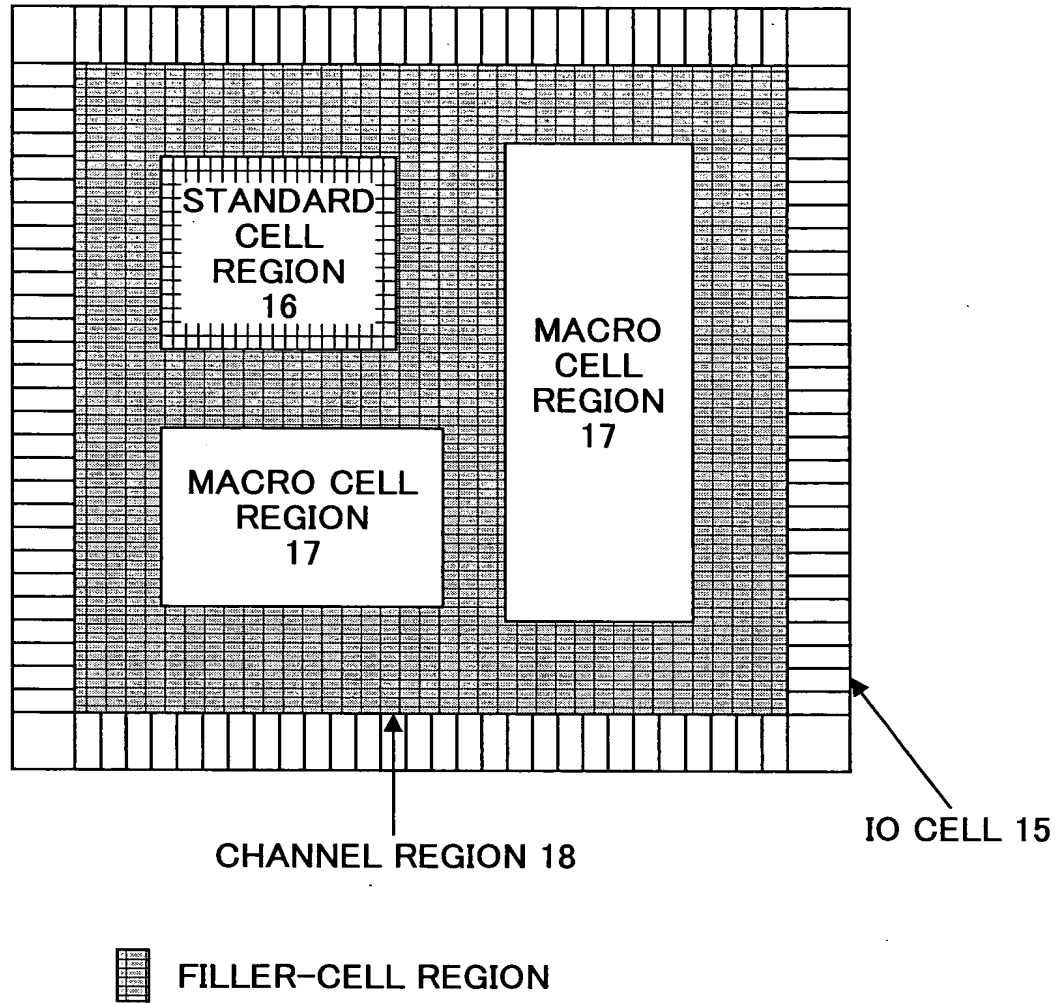 STANDARD
CELL
REGION
16
MACRO
CELL
REGION
17
MACRO CELL
REGION
17
IO CELL 15
CHANNEL REGION 18
FILLER-CELL REGION